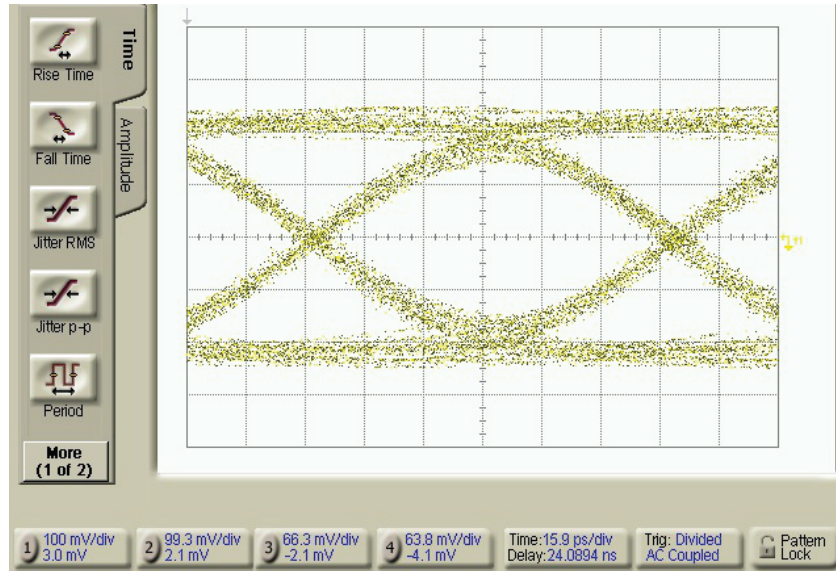 Time
Rise Time
Amplitude
Fall Time
Jitter RMS
Jitter p-p
Period
More
(1 of 2)
1 100 mV/div
3.0 mV
2 99.3 mV/div
2.1 mV
3 66.3 mV/div
-2.1 mV
4 63.8 mV/div
-4.1 mV
Time:15.9 ps/div
Delay:24.0894 ns
Trig: Divided
AC Coupled
Pattern
Lock